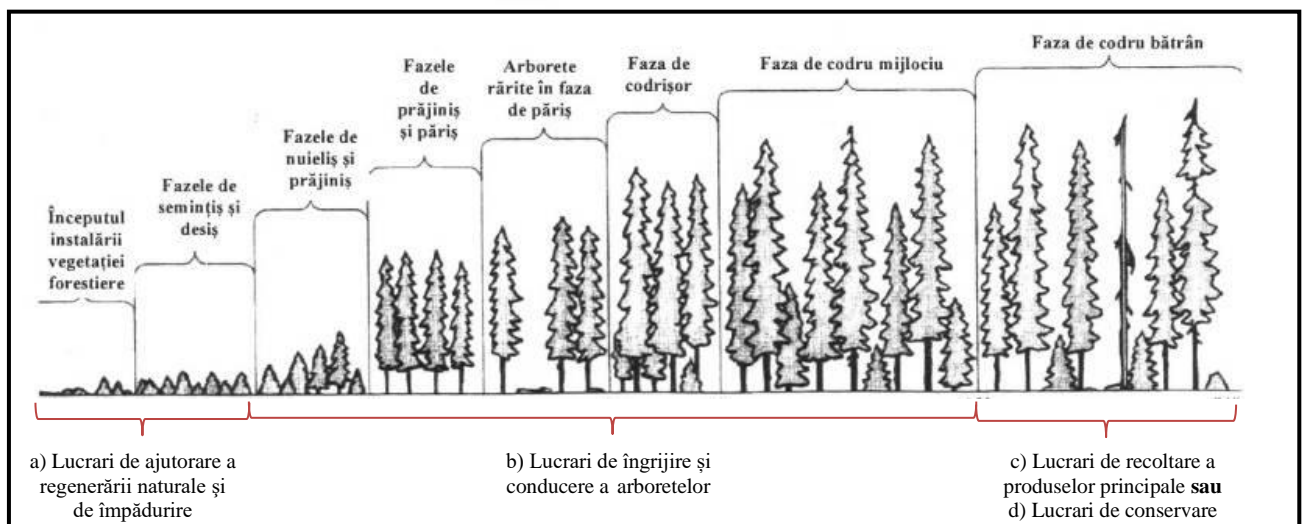 Începutul
instalării
vegetației
forestiere
Fazele de
semințiș și
desiș
Fazele de
nuieliș și
prăjiniș
Fazele
de
prăjiniș
și păriș
Arborete
rărite în faza
de păriș
Faza de
codrișor
Faza de codru mijlociu
Faza de codru bătrân
a) Lucrari de ajutorare a
regenerării naturale şi
de împădurire
b) Lucrari de îngrijire și
conducere a arboretelor
c) Lucrari de recoltare a
produselor principale sau
d) Lucrari de conservare